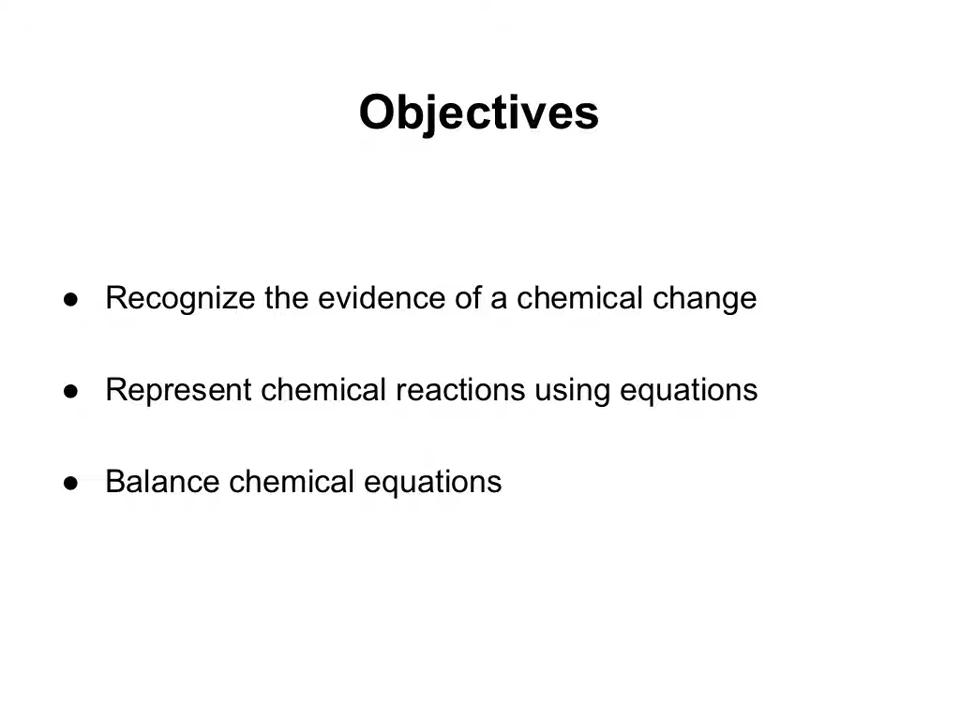 Objectives
● Recognize the evidence of a chemical change
● Represent chemical reactions using equations
● Balance chemical equations